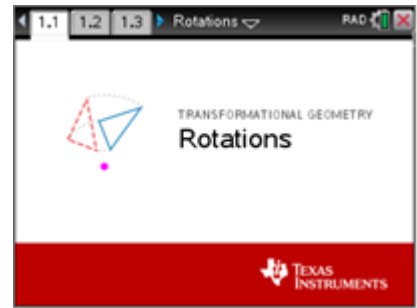 1.1 1.2 1.3 Rotations RAD
TRANSFORMATIONAL GEOMETRY
Rotations
TEXAS
INSTRUMENTS